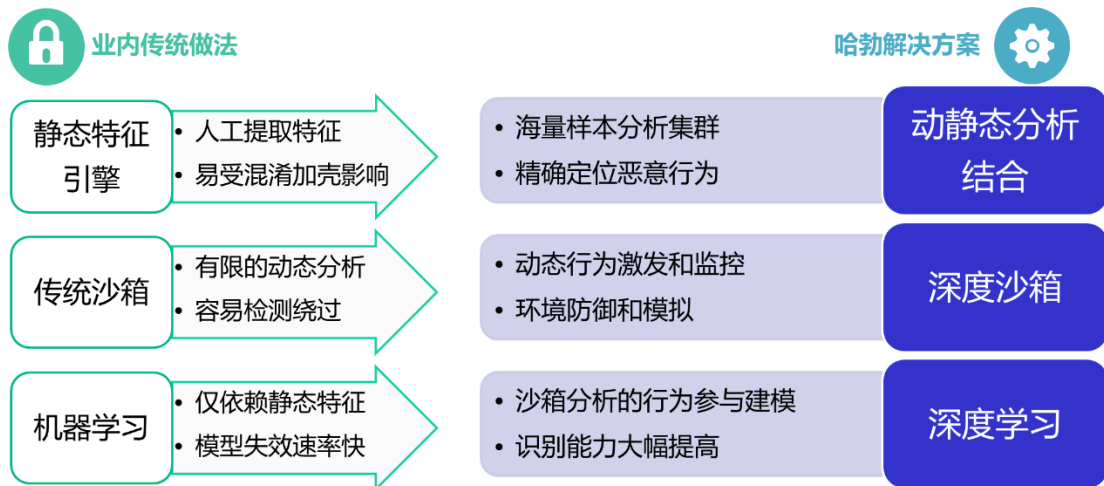 业内传统做法
哈勃解决方案
静态特征
引擎
• 人工提取特征
• 易受混淆加壳影响
• 海量样本分析集群
• 精确定位恶意行为
动静态分析
结合
传统沙箱
• 有限的动态分析
• 容易检测绕过
• 动态行为激发和监控
• 环境防御和模拟
深度沙箱
机器学习
• 仅依赖静态特征
• 模型失效速率快
• 沙箱分析的行为参与建模
• 识别能力大幅提高
深度学习